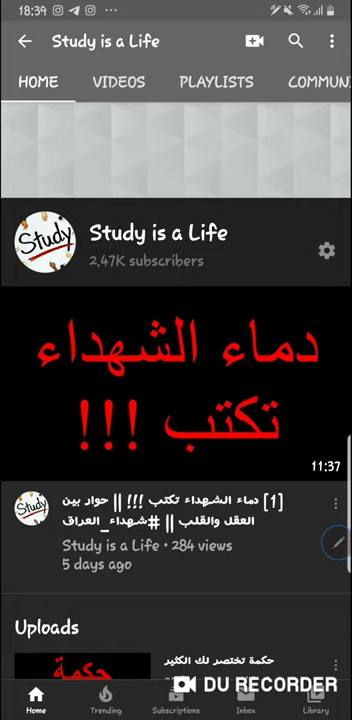 18:39
Study is a Life
HOME VIDEOS PLAYLISTS COMMUN
Study
Study is a Life
2.47K subscribers
دماء الشهداء
تكتب !!!
11:37
Study
[1] دماء الشهداء تكتب !!! || حوار بين
العقل والقلب || #شهداء_العراق
Study is a Life • 284 views
5 days ago
Uploads
حكمة
حكمة تختصر لك الكثير
DU RECORDER
Home Trending Subscriptions Inbox Library